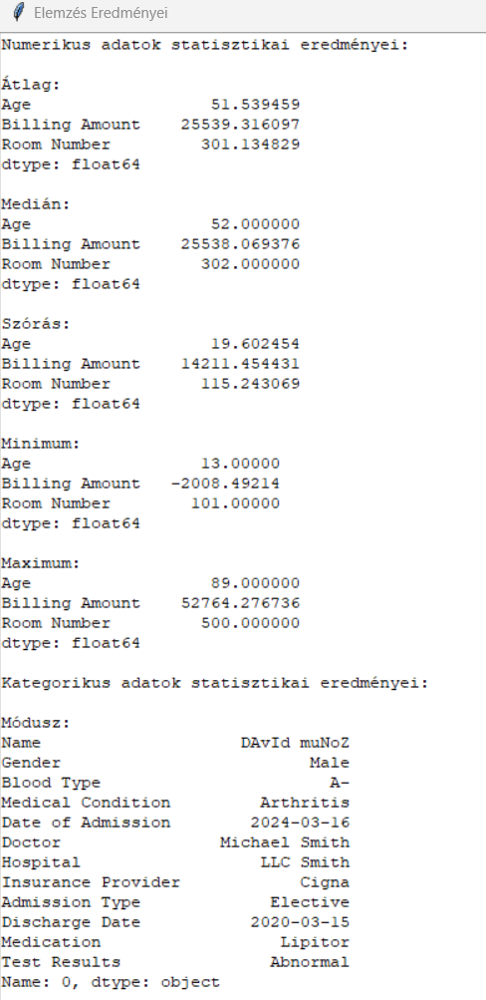 Elemzés Eredményei
Numerikus adatok statisztikai eredményei:
Átlag:
Age 51.539459
Billing Amount 25539.316097
Room Number 301.134829
dtype: float64
Medián:
Age 52.000000
Billing Amount 25538.069376
Room Number 302.000000
dtype: float64
Szórás:
Age 19.602454
Billing Amount 14211.454431
Room Number 115.243069
dtype: float64
Minimum:
Age 13.00000
Billing Amount -2008.49214
Room Number 101.00000
dtype: float64
Maximum:
Age 89.000000
Billing Amount 52764.276736
Room Number 500.000000
dtype: float64
Kategorikus adatok statisztikai eredményei:
Módusz:
Name DAvId muNoZ
Gender Male
Blood Type A-
Medical Condition Arthritis
Date of Admission 2024-03-16
Doctor Michael Smith
Hospital LLC Smith
Insurance Provider Cigna
Admission Type Elective
Discharge Date 2020-03-15
Medication Lipitor
Test Results Abnormal
Name: 0, dtype: object